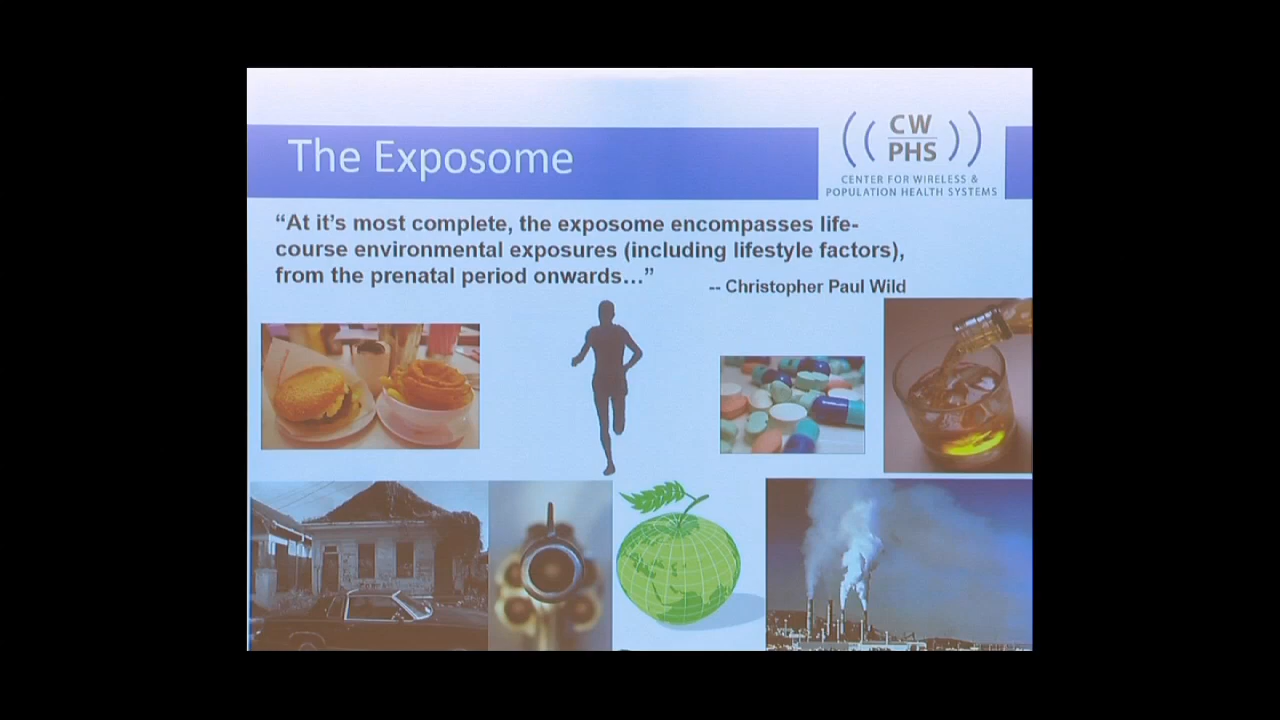 The Exposome
CW
PHS
CENTER FOR WIRELESS &
POPULATION HEALTH SYSTEMS
“At it’s most complete, the exposome encompasses life-
course environmental exposures (including lifestyle factors),
from the prenatal period onwards…”
-- Christopher Paul Wild